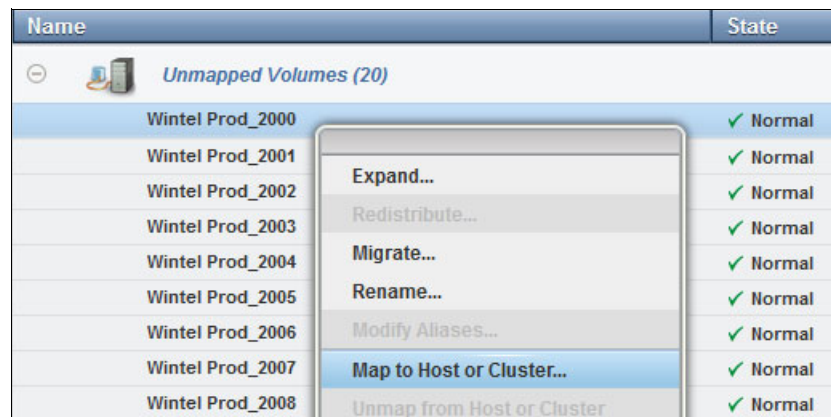 Name State
Unmapped Volumes (20)
Wintel Prod_2000 Normal
Wintel Prod_2001 Normal
Expand...
Wintel Prod_2002 Normal
Redistribute...
Wintel Prod_2003 Normal
Migrate...
Wintel Prod_2004 Normal
Rename...
Wintel Prod_2005 Normal
Modify Aliases...
Wintel Prod_2006 Normal
Map to Host or Cluster...
Wintel Prod_2007 Normal
Unmap from Host or Cluster
Wintel Prod_2008 Normal